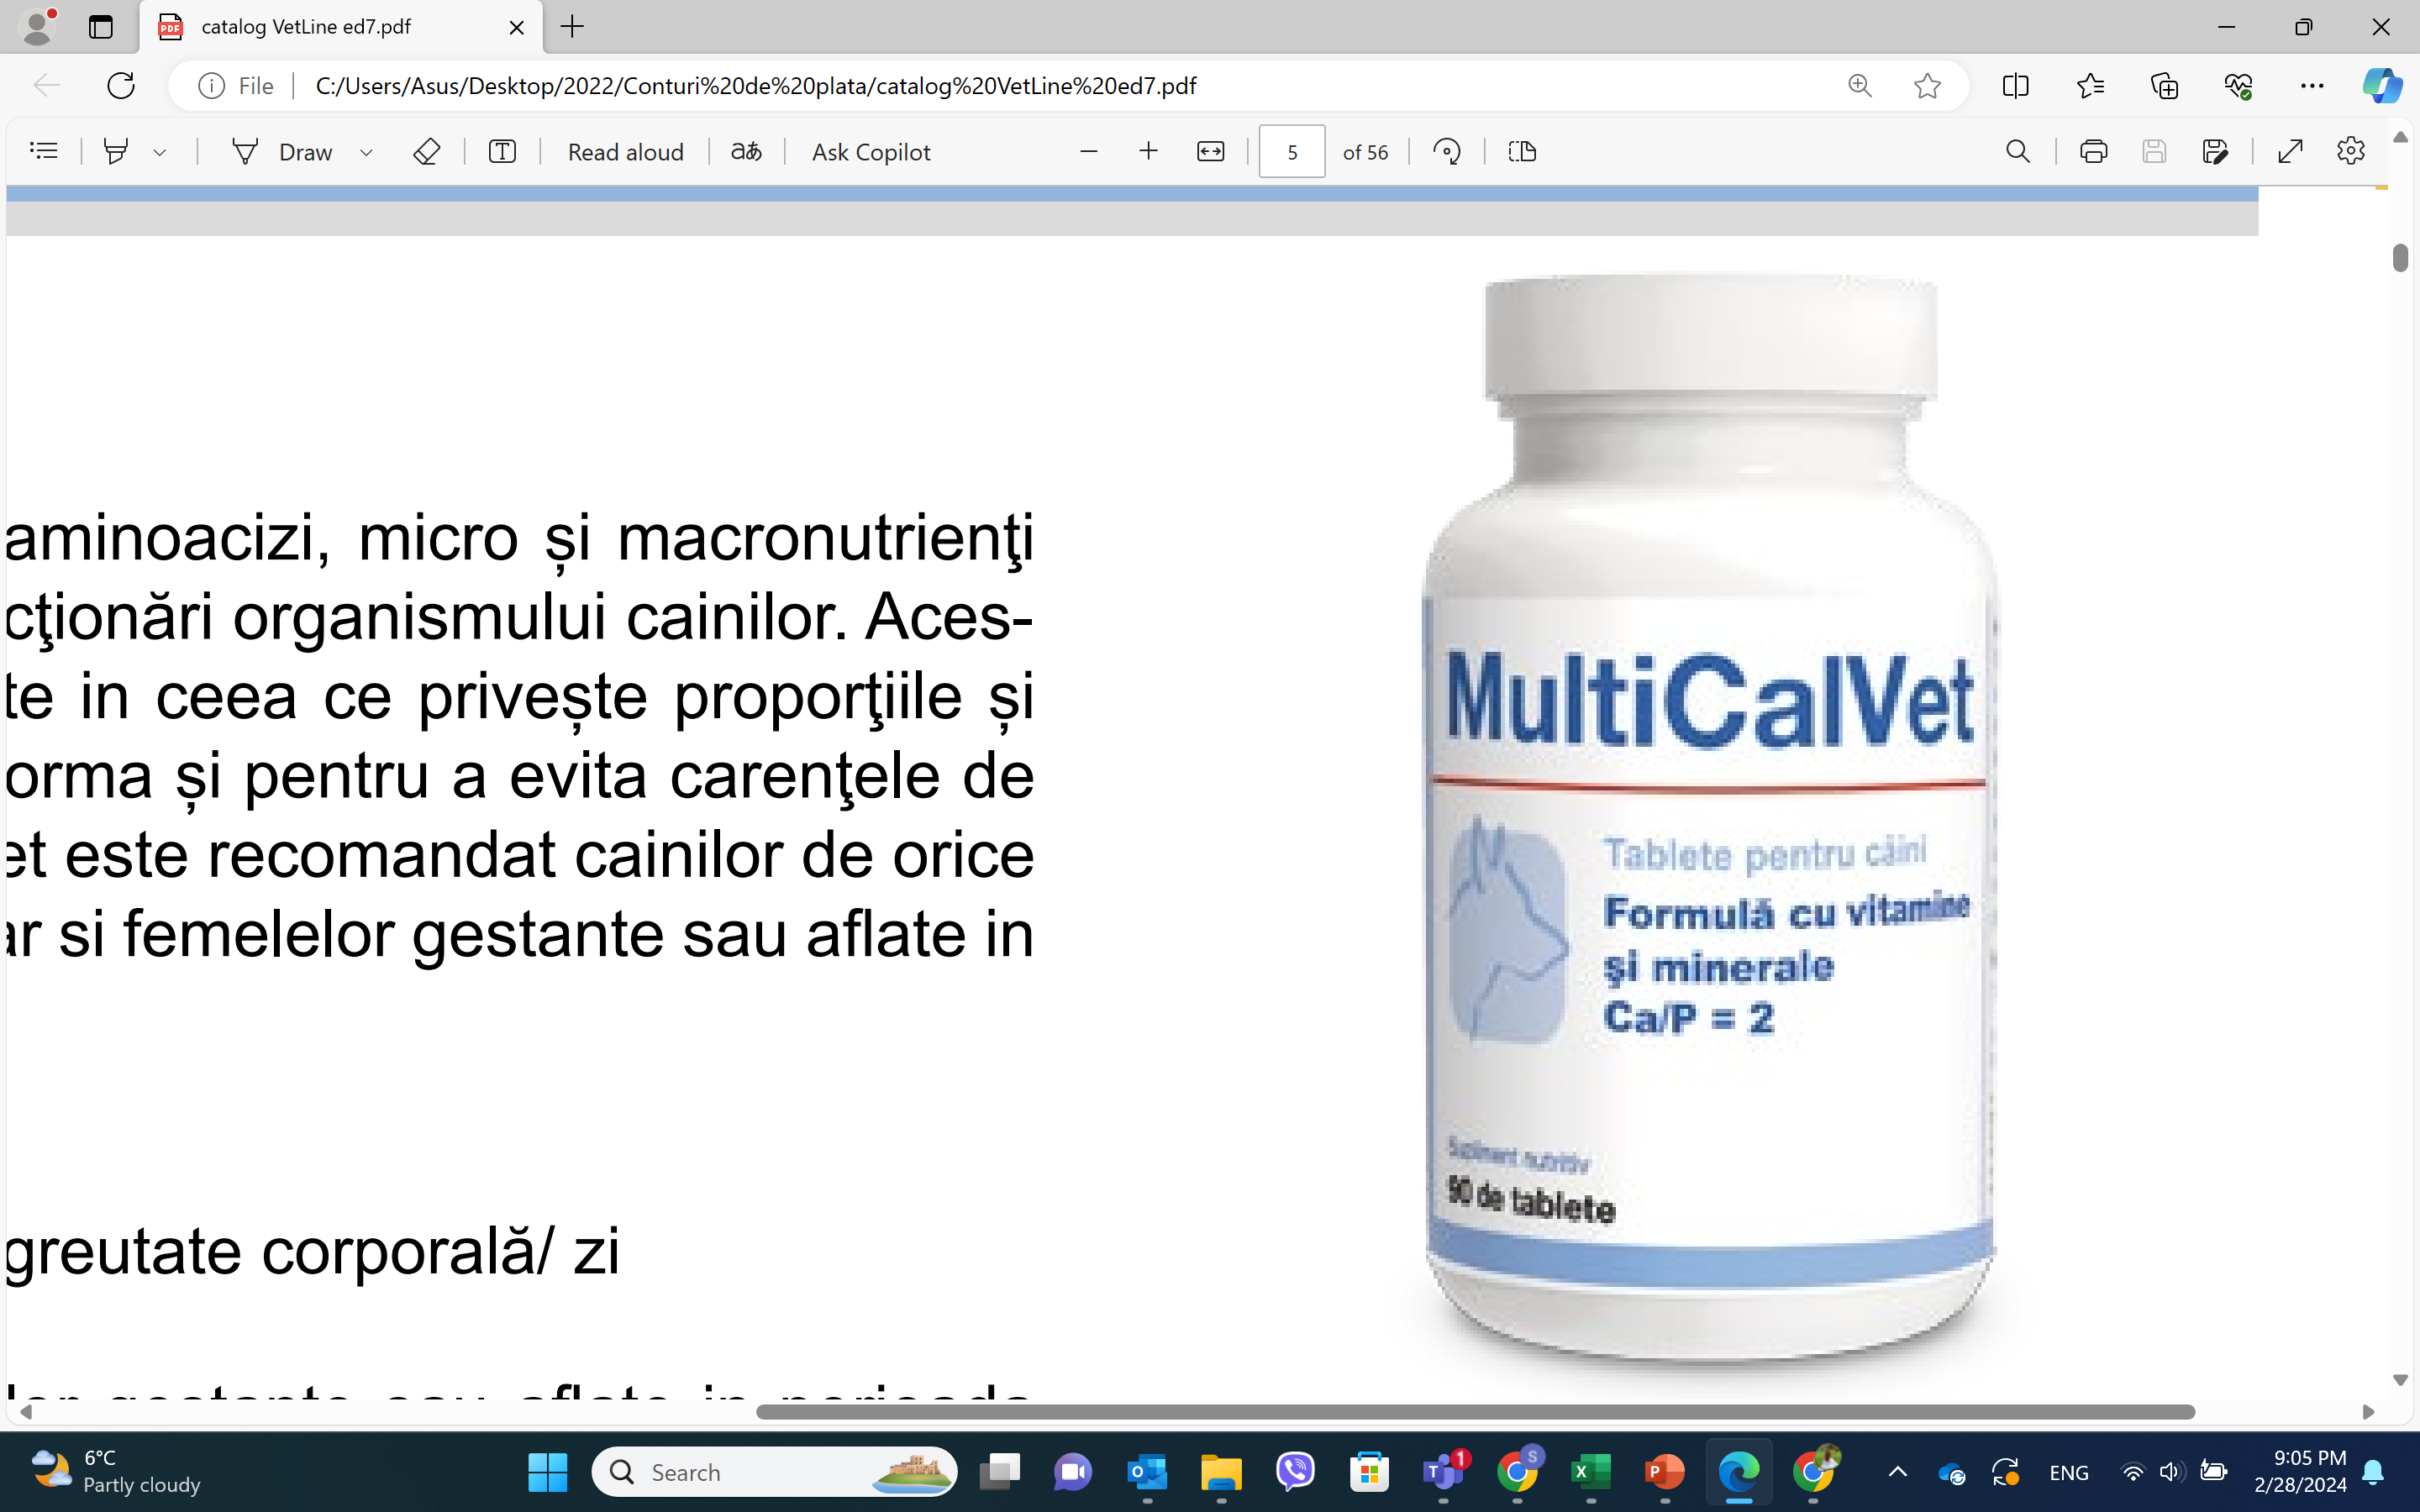 catalog VetLine ed7.pdf
File
C:/Users/Asus/Desktop/2022/Conturi%20de%20plata/catalog%20VetLine%20ed7.pdf
Draw
Read aloud
aあ
Ask Copilot
5
of 56
aminoacizi, micro și macronutrienţi
cţionări organismului cainilor. Aces-
te in ceea ce privește proporţiile și
orma și pentru a evita carenţele de
et este recomandat cainilor de orice
ar si femelelor gestante sau aflate in
greutate corporală/ zi
MultiCalVet
Tablete pentru câini
Formulă cu vitamine
şi minerale
Ca/P = 2
Supliment nutritiv
90 de tablete
6°C
Partly cloudy
Search
1
S
ENG
9:05 PM
2/28/2024